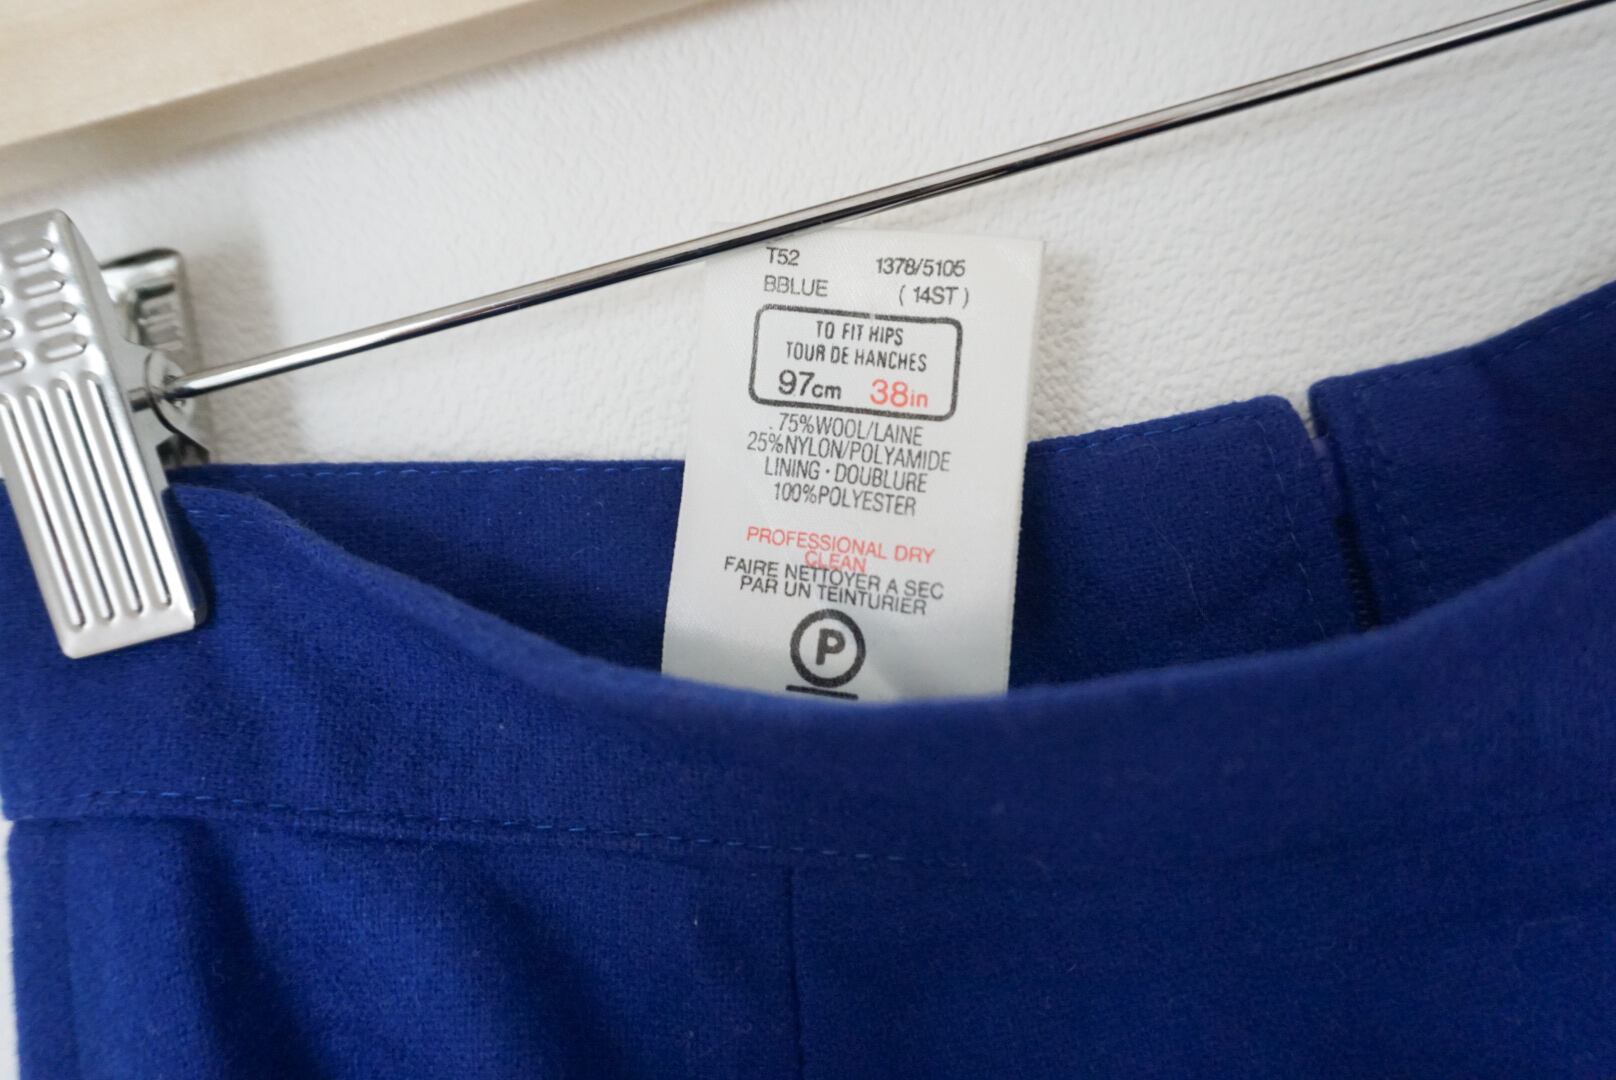 T52 1378/5105
BBLUE (14ST)
TO FIT HIPS
TOUR DE HANCHES
97cm 38in
75%WOOL/LAINE
25%NYLON/POLYAMIDE
LINING·DOUBLURE
100%POLYESTER
PROFESSIONAL DRY
CLEAN
FAIRE NETTOYER A SEC
PAR UN TEINTURIER
P